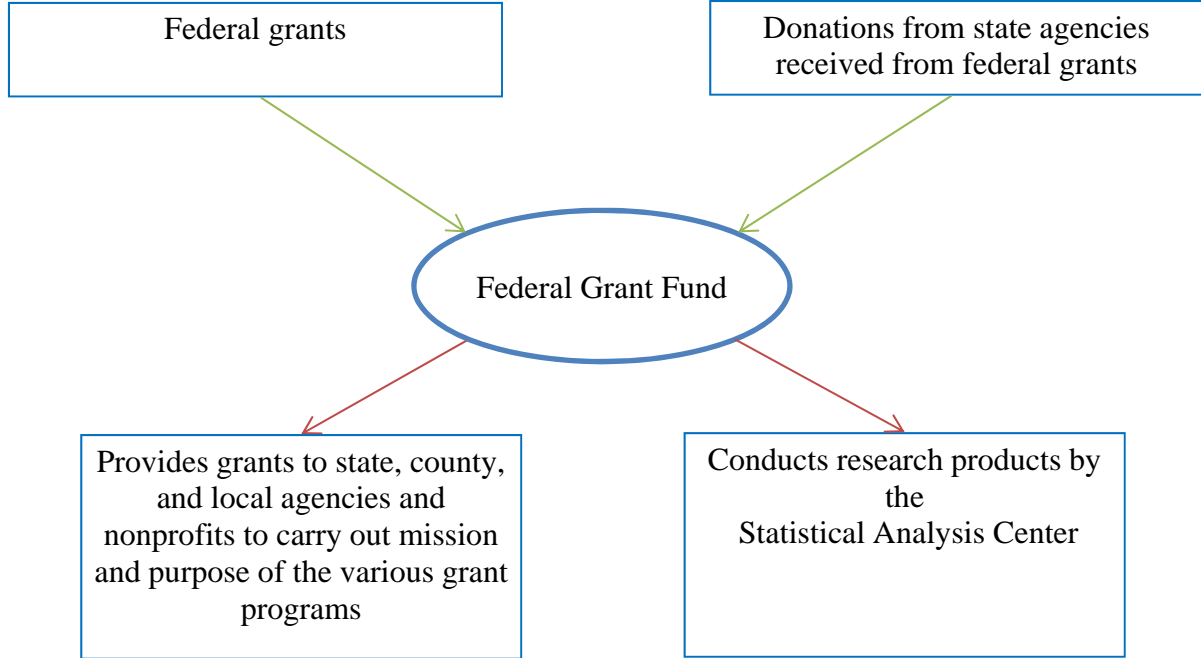 Federal grants
Donations from state agencies
received from federal grants
Federal Grant Fund
Provides grants to state, county,
and local agencies and
nonprofits to carry out mission
and purpose of the various grant
programs
Conducts research products by
the
Statistical Analysis Center